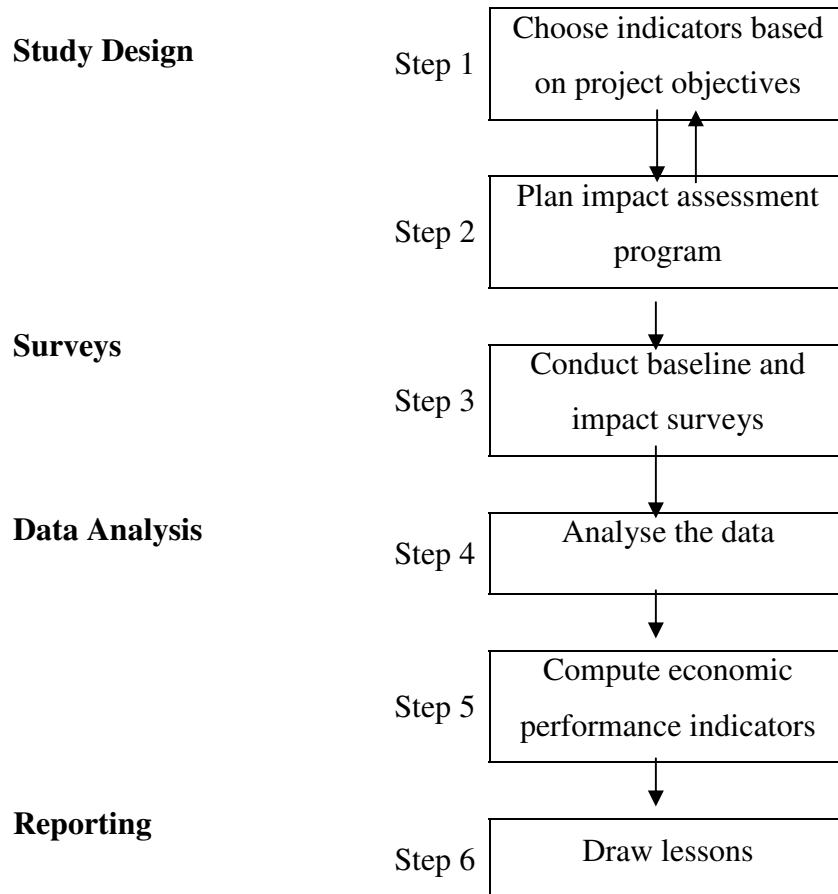 Study Design
Step 1
Choose indicators based
on project objectives
Step 2
Plan impact assessment
program
Surveys
Step 3
Conduct baseline and
impact surveys
Data Analysis
Step 4
Analyse the data
Step 5
Compute economic
performance indicators
Reporting
Step 6
Draw lessons